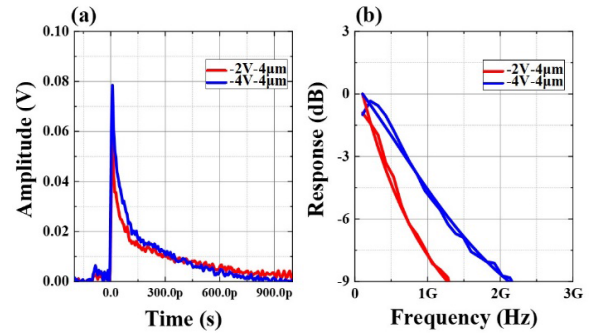 (a)
-2V-4μm
-4V-4μm
Amplitude (V)
0.10
0.08
0.06
0.04
0.02
0.00
0.0
300.0p
600.0p
900.0p
Time (s)
(b)
-2V-4μm
-4V-4μm
Response (dB)
3
0
-3
-6
-9
0
1G
2G
3G
Frequency (Hz)